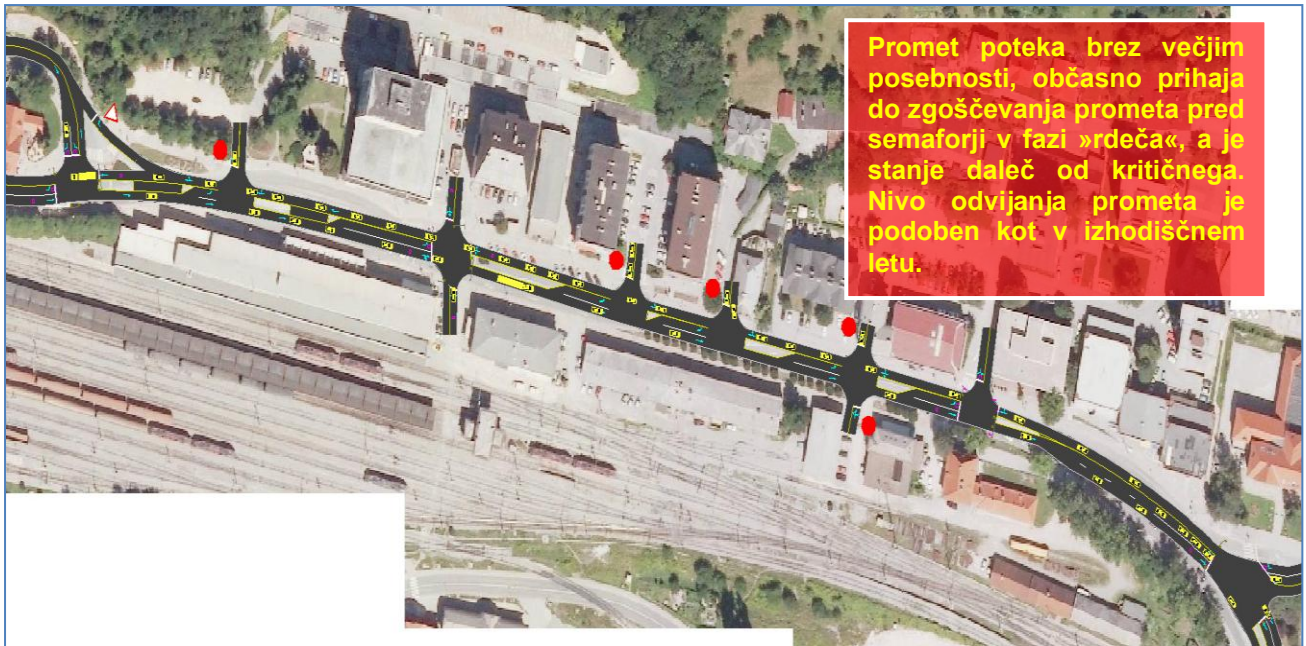 Promet poteka brez večjim
posebnosti, občasno prihaja
do zgoščevanja prometa pred
semaforji v fazi »rdeča«, a je
stanje daleč od kritičnega.
Nivo odvijanja prometa je
podoben kot v izhodiščnem
letu.